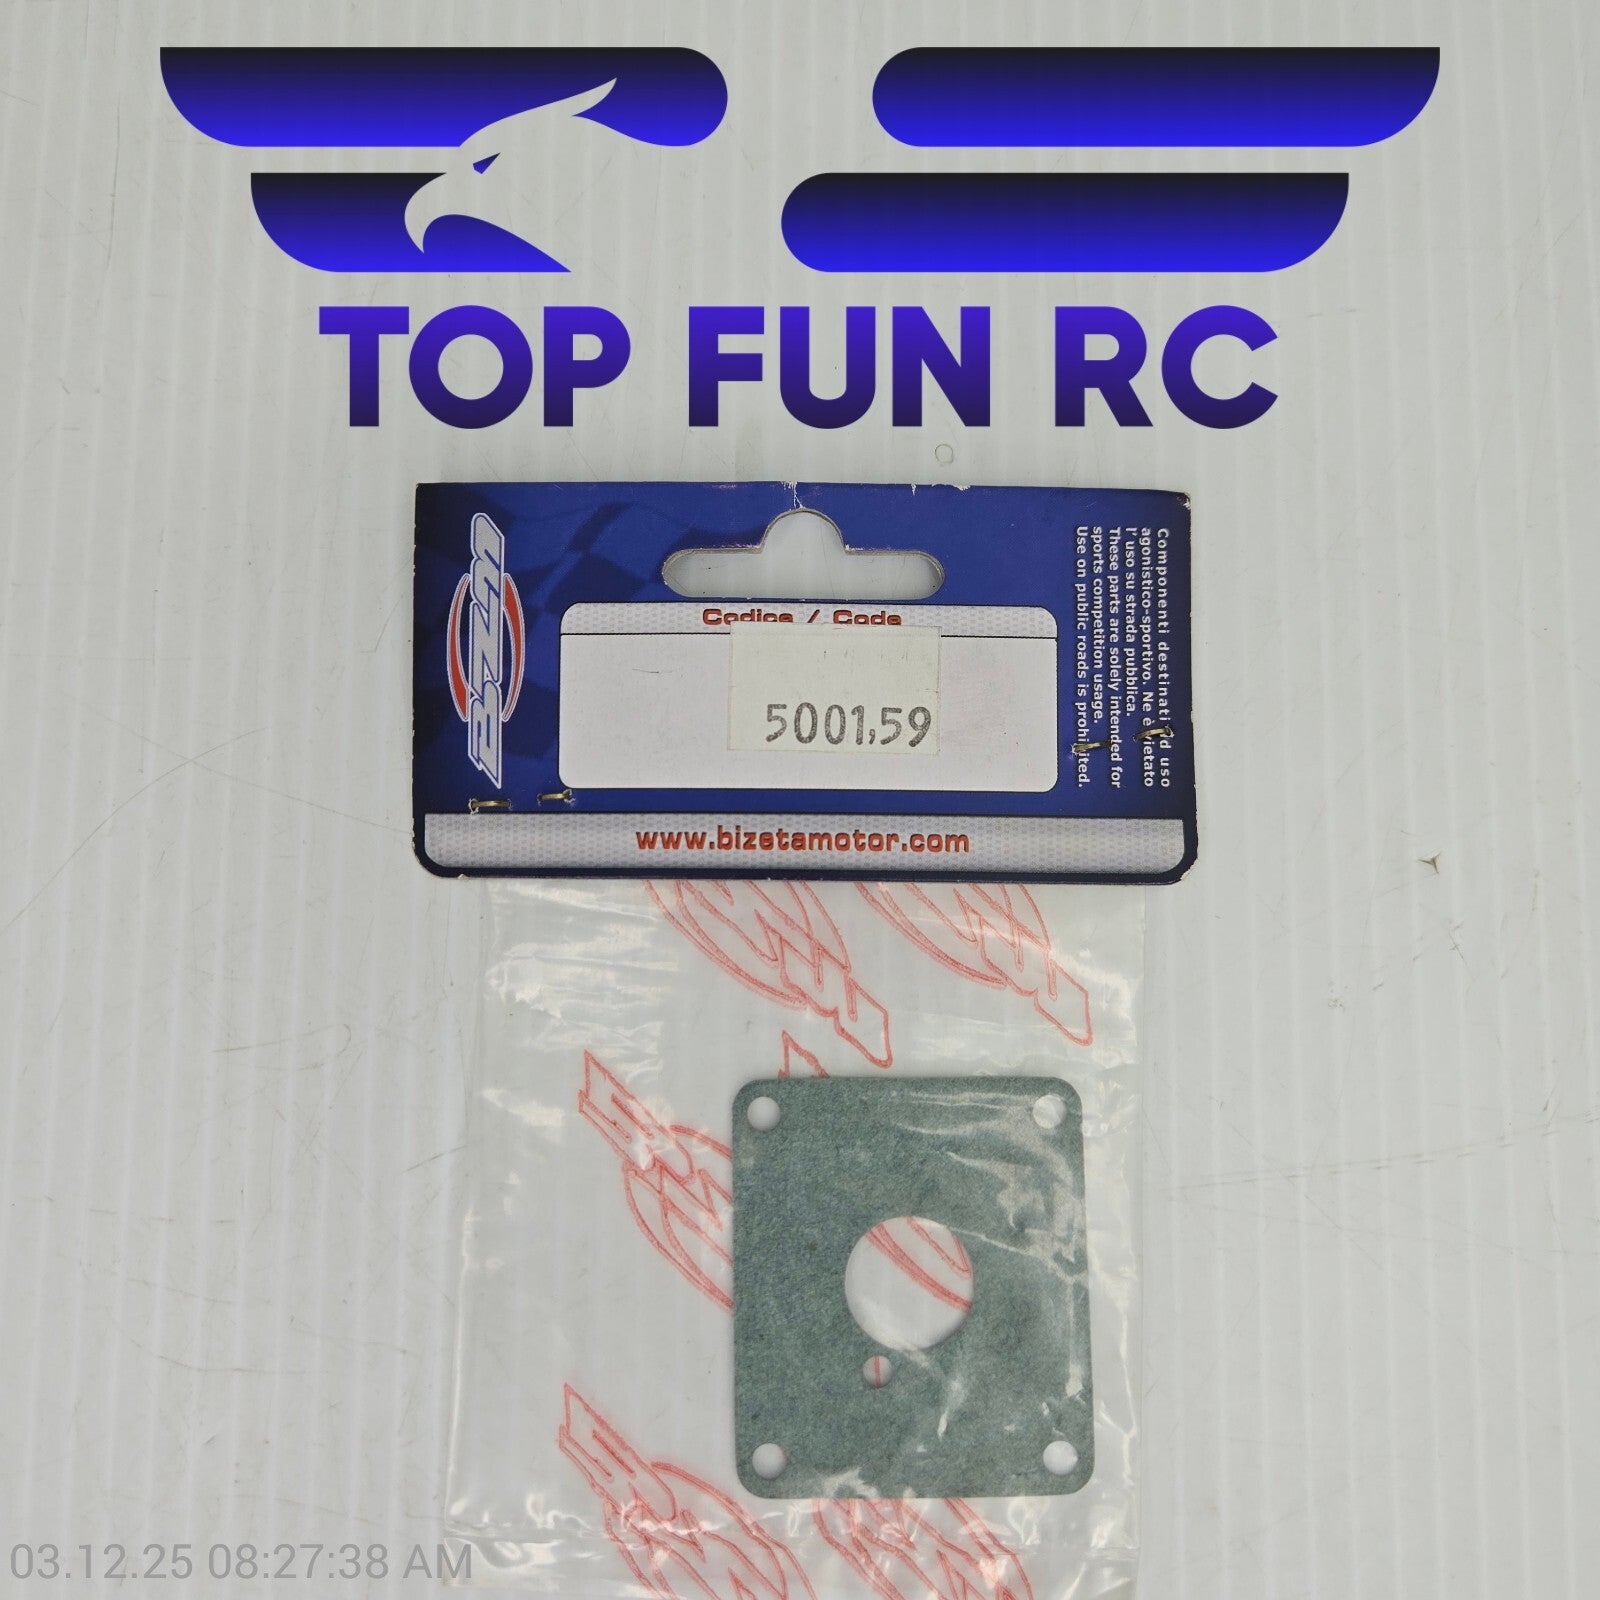 TOP FUN RC
BZM
Codice / Code
5001,59
Componenti destinati ad uso
agonistico-sportivo. Ne è vietato
l'uso su strada pubblica.
These parts are solely intended for
sports competition usage.
Use on public roads is prohibited.
www.bizetamotor.com
03.12.25 08:27:38 AM